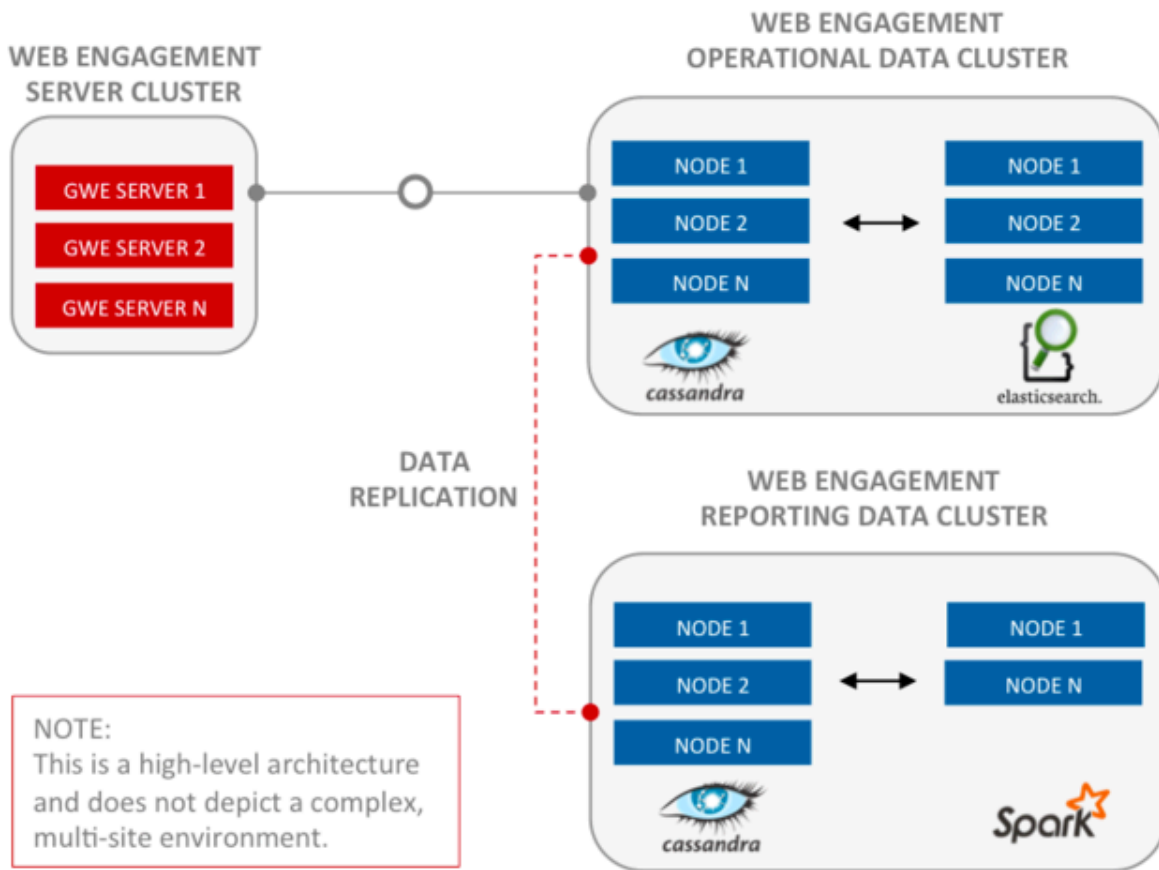 WEB ENGAGEMENT
SERVER CLUSTER
GWE SERVER 1
GWE SERVER 2
GWE SERVER N
WEB ENGAGEMENT
OPERATIONAL DATA CLUSTER
NODE 1
NODE 2
NODE N
cassandra
NODE 1
NODE 2
NODE N
elasticsearch.
DATA
REPLICATION
WEB ENGAGEMENT
REPORTING DATA CLUSTER
NODE 1
NODE 2
NODE N
cassandra
NODE 1
NODE N
Spark
NOTE:
This is a high-level architecture
and does not depict a complex,
multi-site environment.